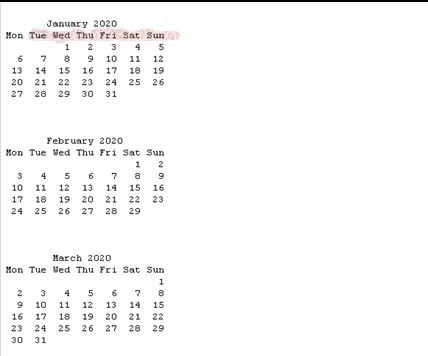 January 2020
Mon Tue Wed Thu Fri Sat Sun
1 2 3 4 5
6 7 8 9 10 11 12
13 14 15 16 17 18 19
20 21 22 23 24 25 26
27 28 29 30 31
February 2020
Mon Tue Wed Thu Fri Sat Sun
1 2
3 4 5 6 7 8 9
10 11 12 13 14 15 16
17 18 19 20 21 22 23
24 25 26 27 28 29
March 2020
Mon Tue Wed Thu Fri Sat Sun
1
2 3 4 5 6 7 8
9 10 11 12 13 14 15
16 17 18 19 20 21 22
23 24 25 26 27 28 29
30 31